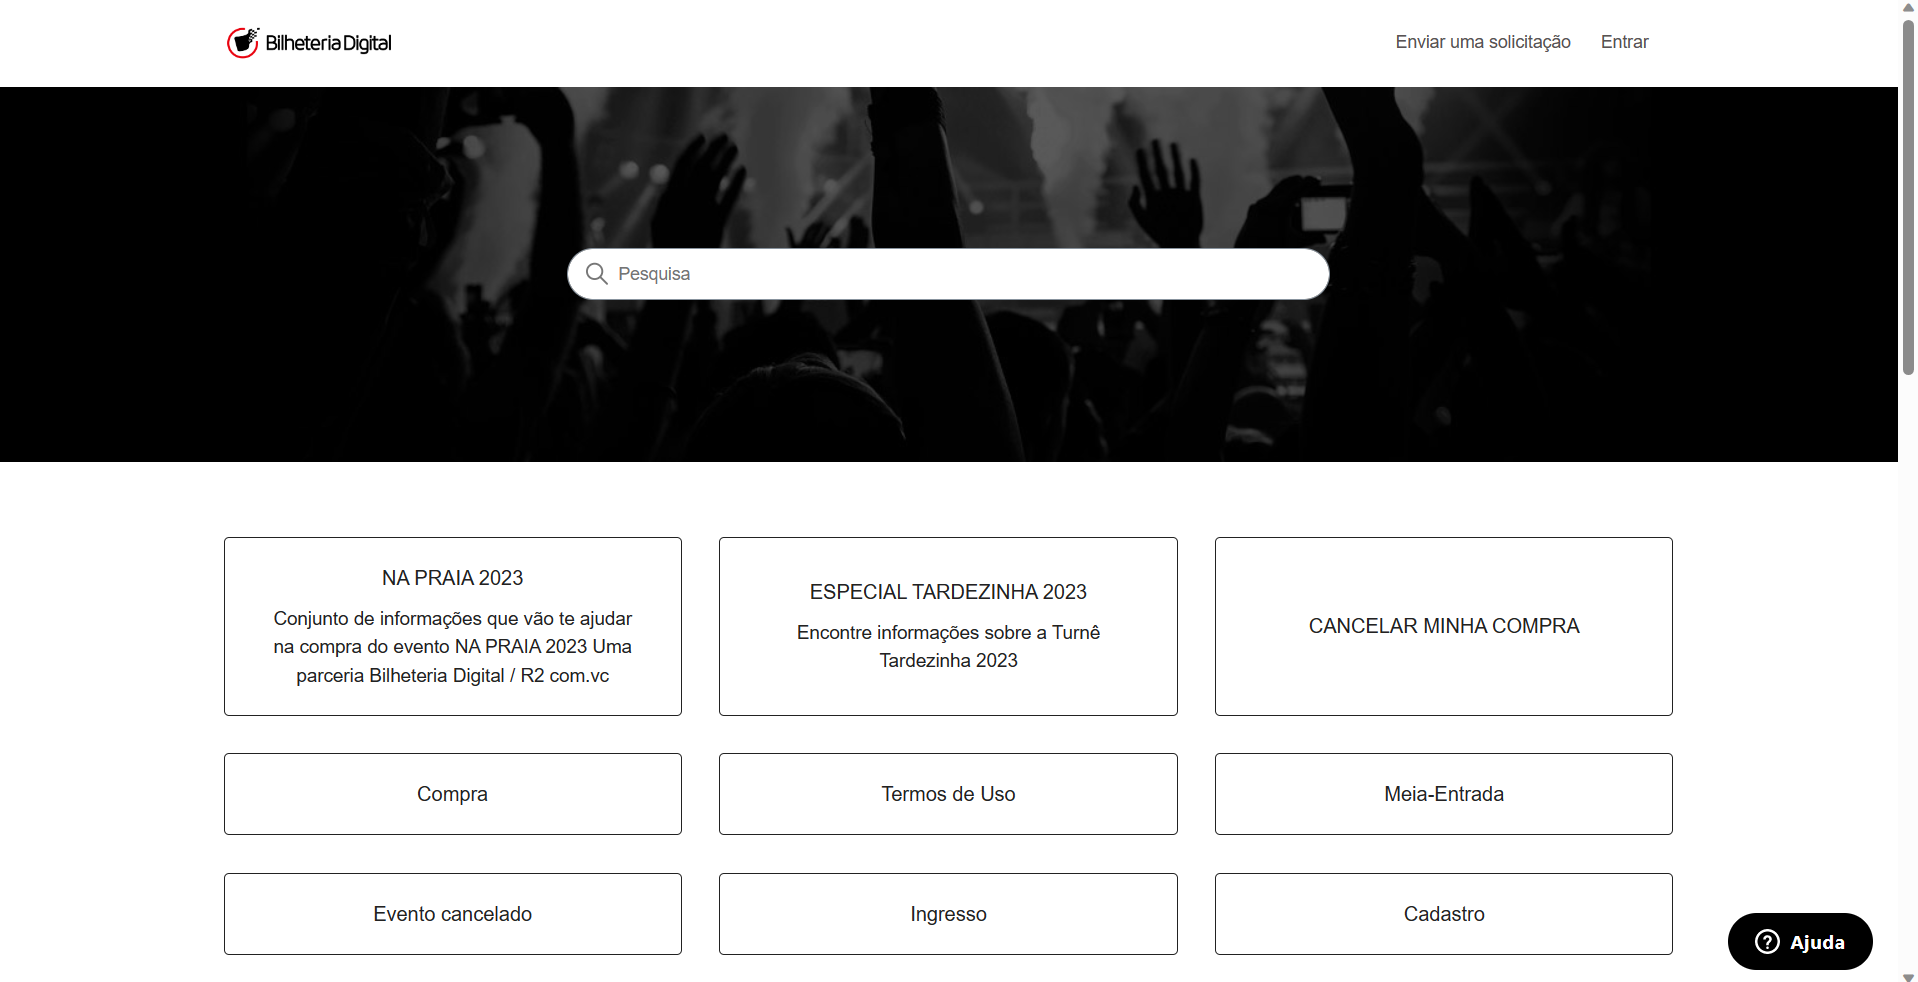 Bilheteria Digital
Enviar uma solicitação
Entrar
Pesquisa
NA PRAIA 2023
Conjunto de informações que vão te ajudar
na compra do evento NA PRAIA 2023 Uma
parceria Bilheteria Digital / R2 com.vc
ESPECIAL TARDEZINHA 2023
Encontre informações sobre a Turnê
Tardezinha 2023
CANCELAR MINHA COMPRA
Compra
Termos de Uso
Meia-Entrada
Evento cancelado
Ingresso
Cadastro
Ajuda